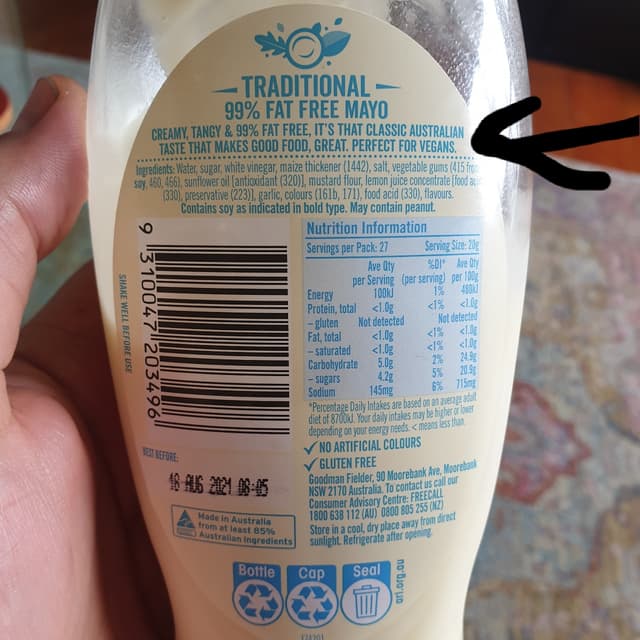 TRADITIONAL
99% FAT FREE MAYO
CREAMY, TANGY & 99% FAT FREE, IT'S THAT CLASSIC AUSTRALIAN
TASTE THAT MAKES GOOD FOOD, GREAT. PERFECT FOR VEGANS.
Ingredients: Water, sugar, white vinegar, maize thickener (1442), salt, vegetable gums (415 from
soy, 460, 466), sunflower oil [antioxidant (320)], mustard flour, lemon juice concentrate [food acid
(330), preservative (223)], garlic, colours (161b, 171), food acid (330), flavours.
Contains soy as indicated in bold type. May contain peanut.
9 310047 203496
SHAKE WELL BEFORE USE
Nutrition Information
Servings per Pack: 27 Serving Size: 20g
Ave Qty %DI* Ave Qty
per Serving (per serving) per 100g
Energy 100kJ 1% 480kJ
Protein, total <1.0g <1% <1.0g
– gluten Not detected Not detected
Fat, total <1.0g <1% <1.0g
– saturated <1.0g <1% <1.0g
Carbohydrate 5.0g 2% 24.9g
– sugars 4.2g 5% 20.9g
Sodium 145mg 6% 715mg
*Percentage Daily Intakes are based on an average adult
diet of 8700kJ. Your daily intakes may be higher or lower
depending on your energy needs. < means less than.
NO ARTIFICIAL COLOURS
GLUTEN FREE
BEST BEFORE:
18 AUG 2021 08:05
Goodman Fielder, 90 Moorebank Ave, Moorebank
NSW 2170 Australia. To contact us call our
Consumer Advisory Centre: FREECALL
1800 638 112 (AU) 0800 805 255 (NZ)
Store in a cool, dry place away from direct
sunlight. Refrigerate after opening.
Made in Australia
from at least 85%
Australian ingredients
Bottle Cap Seal
arl.org.au